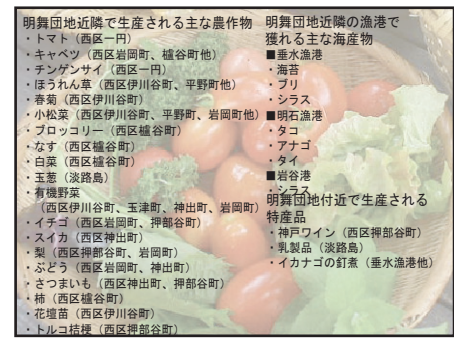 明舞団地近隣で生産される主な農作物
・トマト（西区一円）
・キャベツ（西区岩岡町、櫨谷町他）
・チンゲンサイ（西区一円）
・ほうれん草（西区伊川谷町、平野町他）
・春菊（西区伊川谷町）
・小松菜（西区伊川谷町、平野町、岩岡町他）
・ブロッコリー（西区櫨谷町）
・なす（西区櫨谷町）
・白菜（西区櫨谷町）
・玉葱（淡路島）
・有機野菜
（西区伊川谷町、玉津町、神出町、岩岡町）
・イチゴ（西区岩岡町、押部谷町）
・スイカ（西区神出町）
・梨（西区押部谷町、岩岡町）
・ぶどう（西区岩岡町、神出町）
・さつまいも（西区神出町、押部谷町）
・柿（西区櫨谷町）
・花壇苗（西区伊川谷町）
・トルコ桔梗（西区押部谷町）
明舞団地近隣の漁港で
獲れる主な海産物
■垂水漁港
・海苔
・ブリ
・シラス
■明石漁港
・タコ
・アナゴ
・タイ
■岩谷港
・シラス
明舞団地付近で生産される
特産品
・神戸ワイン（西区押部谷町）
・乳製品（淡路島）
・イカナゴの釘煮（垂水漁港他）